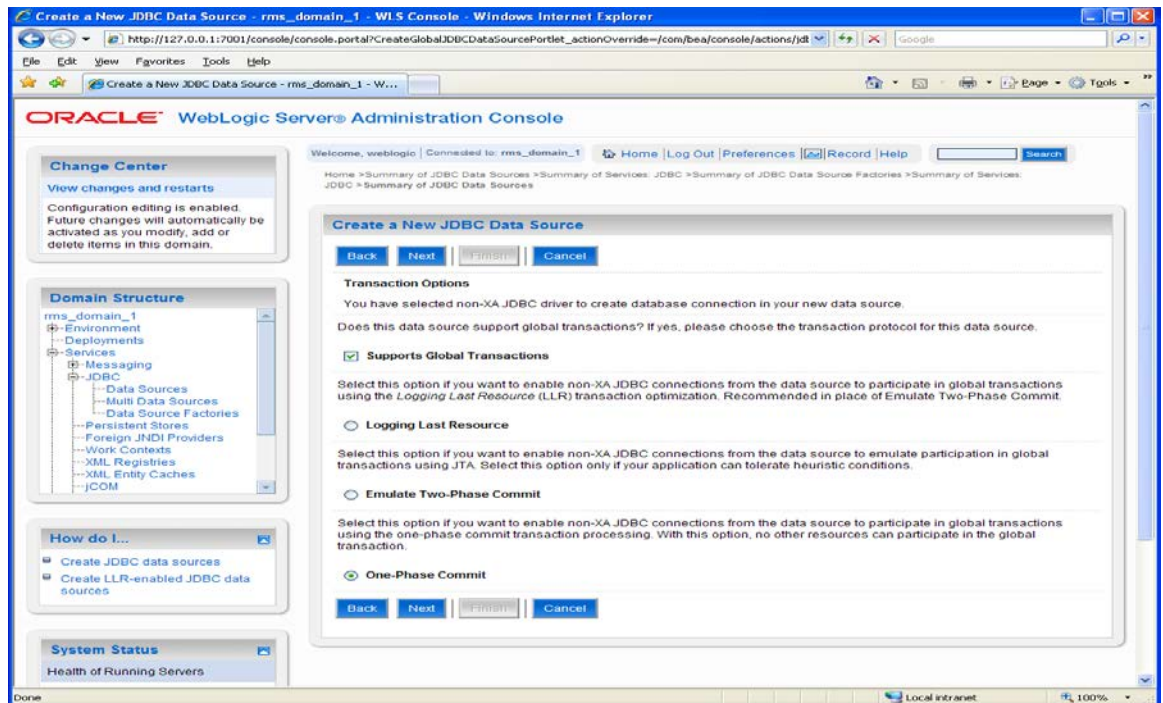 Create a New JDBC Data Source - rms_domain_1 - WLS Console - Windows Internet Explorer
http://127.0.0.1:7001/console/console.portal?CreateGlobalJDBCDataSourcePortlet_actionOverride=/com/bea/console/actions/jdb
Google
File Edit View Favorites Tools Help
Create a New JDBC Data Source - rms_domain_1 - W...
Page Tools
ORACLE WebLogic Server® Administration Console
Change Center
View changes and restarts
Configuration editing is enabled.
Future changes will automatically be
activated as you modify, add or
delete items in this domain.
Domain Structure
rms_domain_1
Environment
Deployments
Services
Messaging
JDBC
Data Sources
Multi Data Sources
Data Source Factories
Persistent Stores
Foreign JNDI Providers
Work Contexts
XML Registries
XML Entity Caches
jCOM
How do I...
Create JDBC data sources
Create LLR-enabled JDBC data
sources
System Status
Health of Running Servers
Welcome, weblogic Connected to: rms_domain_1 Home Log Out Preferences Record Help Search
Home >Summary of JDBC Data Sources >Summary of Services: JDBC >Summary of JDBC Data Source Factories >Summary of Services:
JDBC >Summary of JDBC Data Sources
Create a New JDBC Data Source
Back Next Finish Cancel
Transaction Options
You have selected non-XA JDBC driver to create database connection in your new data source.
Does this data source support global transactions? If yes, please choose the transaction protocol for this data source.
Supports Global Transactions
Select this option if you want to enable non-XA JDBC connections from the data source to participate in global transactions
using the Logging Last Resource (LLR) transaction optimization. Recommended in place of Emulate Two-Phase Commit.
Logging Last Resource
Select this option if you want to enable non-XA JDBC connections from the data source to emulate participation in global
transactions using JTA. Select this option only if your application can tolerate heuristic conditions.
Emulate Two-Phase Commit
Select this option if you want to enable non-XA JDBC connections from the data source to participate in global transactions
using the one-phase commit transaction processing. With this option, no other resources can participate in the global
transaction.
One-Phase Commit
Back Next Finish Cancel
Done
Local intranet
100%